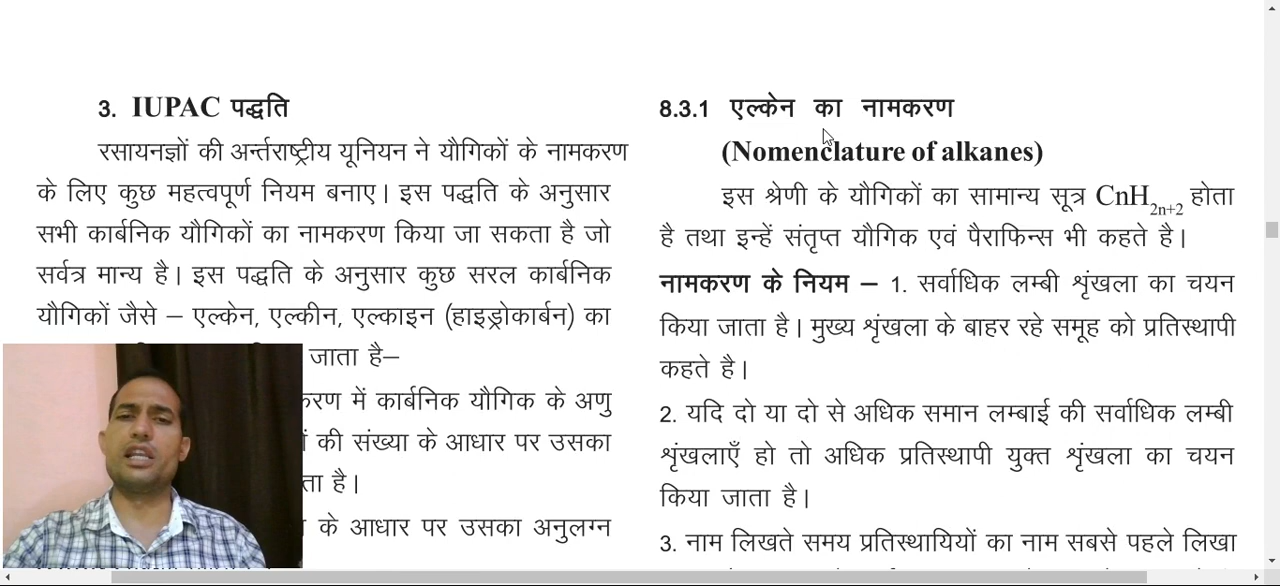 3. IUPAC पद्धति
रसायनज्ञों की अर्न्तराष्ट्रीय यूनियन ने यौगिकों के नामकरण
के लिए कुछ महत्वपूर्ण नियम बनाए। इस पद्धति के अनुसार
सभी कार्बनिक यौगिकों का नामकरण किया जा सकता है जो
सर्वत्र मान्य है। इस पद्धति के अनुसार कुछ सरल कार्बनिक
यौगिकों जैसे – एल्केन, एल्कीन, एल्काइन (हाइड्रोकार्बन) का
जाता है–
में कार्बनिक यौगिक के अणु
की संख्या के आधार पर उसका
है।
के आधार पर उसका अनुलग्न
8.3.1 एल्केन का नामकरण
(Nomenclature of alkanes)
इस श्रेणी के यौगिकों का सामान्य सूत्र CnH2n+2 होता
है तथा इन्हें संतृप्त यौगिक एवं पैराफिन्स भी कहते है।
नामकरण के नियम – 1. सर्वाधिक लम्बी शृंखला का चयन
किया जाता है। मुख्य शृंखला के बाहर रहे समूह को प्रतिस्थापी
कहते है।
2. यदि दो या दो से अधिक समान लम्बाई की सर्वाधिक लम्बी
शृंखलाएँ हो तो अधिक प्रतिस्थापी युक्त शृंखला का चयन
किया जाता है।
3. नाम लिखते समय प्रतिस्थायियों का नाम सबसे पहले लिखा